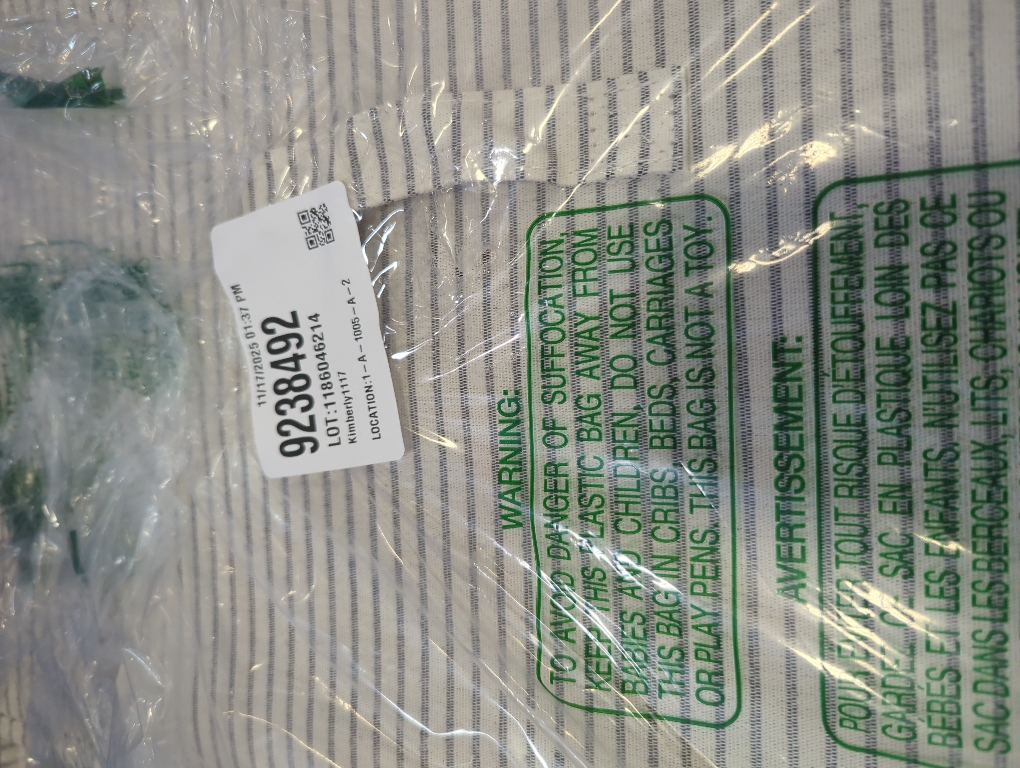 11/17/2025 01:37 PM
9238492
LOT:1186046214
Kimberly1117
LOCATION:1-A-1005-A-2
WARNING:
TO AVOID DANGER OF SUFFOCATION,
KEEP THIS PLASTIC BAG AWAY FROM
BABIES AND CHILDREN. DO NOT USE
THIS BAG IN CRIBS, BEDS, CARRIAGES
OR PLAY PENS. THIS BAG IS NOT A TOY.
AVERTISSEMENT:
POUR ÉVITER TOUT RISQUE D'ÉTOUFFEMENT,
GARDEZ CE SAC EN PLASTIQUE LOIN DES
BÉBÉS ET LES ENFANTS. N'UTILISEZ PAS CE
SAC DANS LES BERCEAUX, LITS, CHARIOTS OU